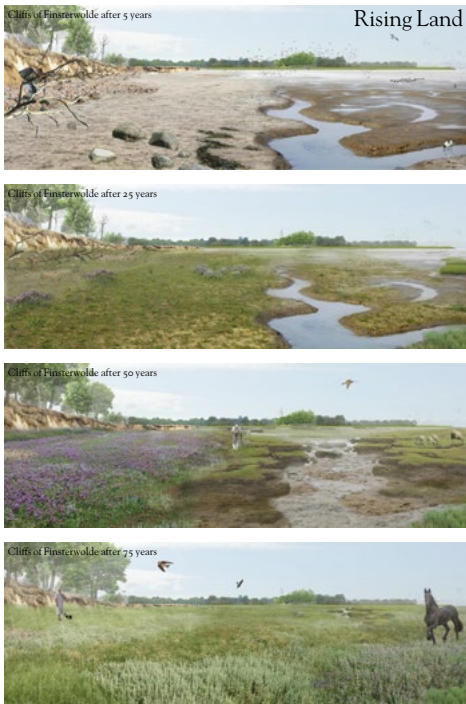 Cliffs of Finsterwolde after 5 years
Rising Land
Cliffs of Finsterwolde after 25 years
Cliffs of Finsterwolde after 50 years
Cliffs of Finsterwolde after 75 years